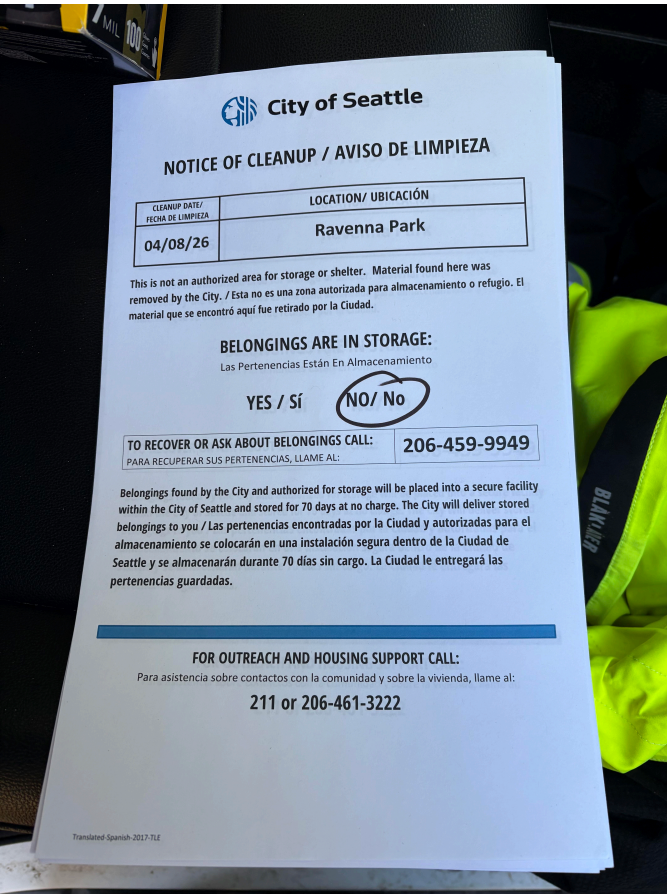 7 MIL 100
City of Seattle
NOTICE OF CLEANUP / AVISO DE LIMPIEZA
CLEANUP DATE/
FECHA DE LIMPIEZA
LOCATION/ UBICACIÓN
04/08/26
Ravenna Park
This is not an authorized area for storage or shelter.  Material found here was
removed by the City. / Esta no es una zona autorizada para almacenamiento o refugio. El
material que se encontró aquí fue retirado por la Ciudad.
BELONGINGS ARE IN STORAGE:
Las Pertenencias Están En Almacenamiento
YES / Sí NO/ No
TO RECOVER OR ASK ABOUT BELONGINGS CALL:
PARA RECUPERAR SUS PERTENENCIAS, LLAME AL:
206-459-9949
Belongings found by the City and authorized for storage will be placed into a secure facility
within the City of Seattle and stored for 70 days at no charge. The City will deliver stored
belongings to you / Las pertenencias encontradas por la Ciudad y autorizadas para el
almacenamiento se colocarán en una instalación segura dentro de la Ciudad de
Seattle y se almacenarán durante 70 días sin cargo. La Ciudad le entregará las
pertenencias guardadas.
FOR OUTREACH AND HOUSING SUPPORT CALL:
Para asistencia sobre contactos con la comunidad y sobre la vivienda, llame al:
211 or 206-461-3222
Translated-Spanish-2017-TLE